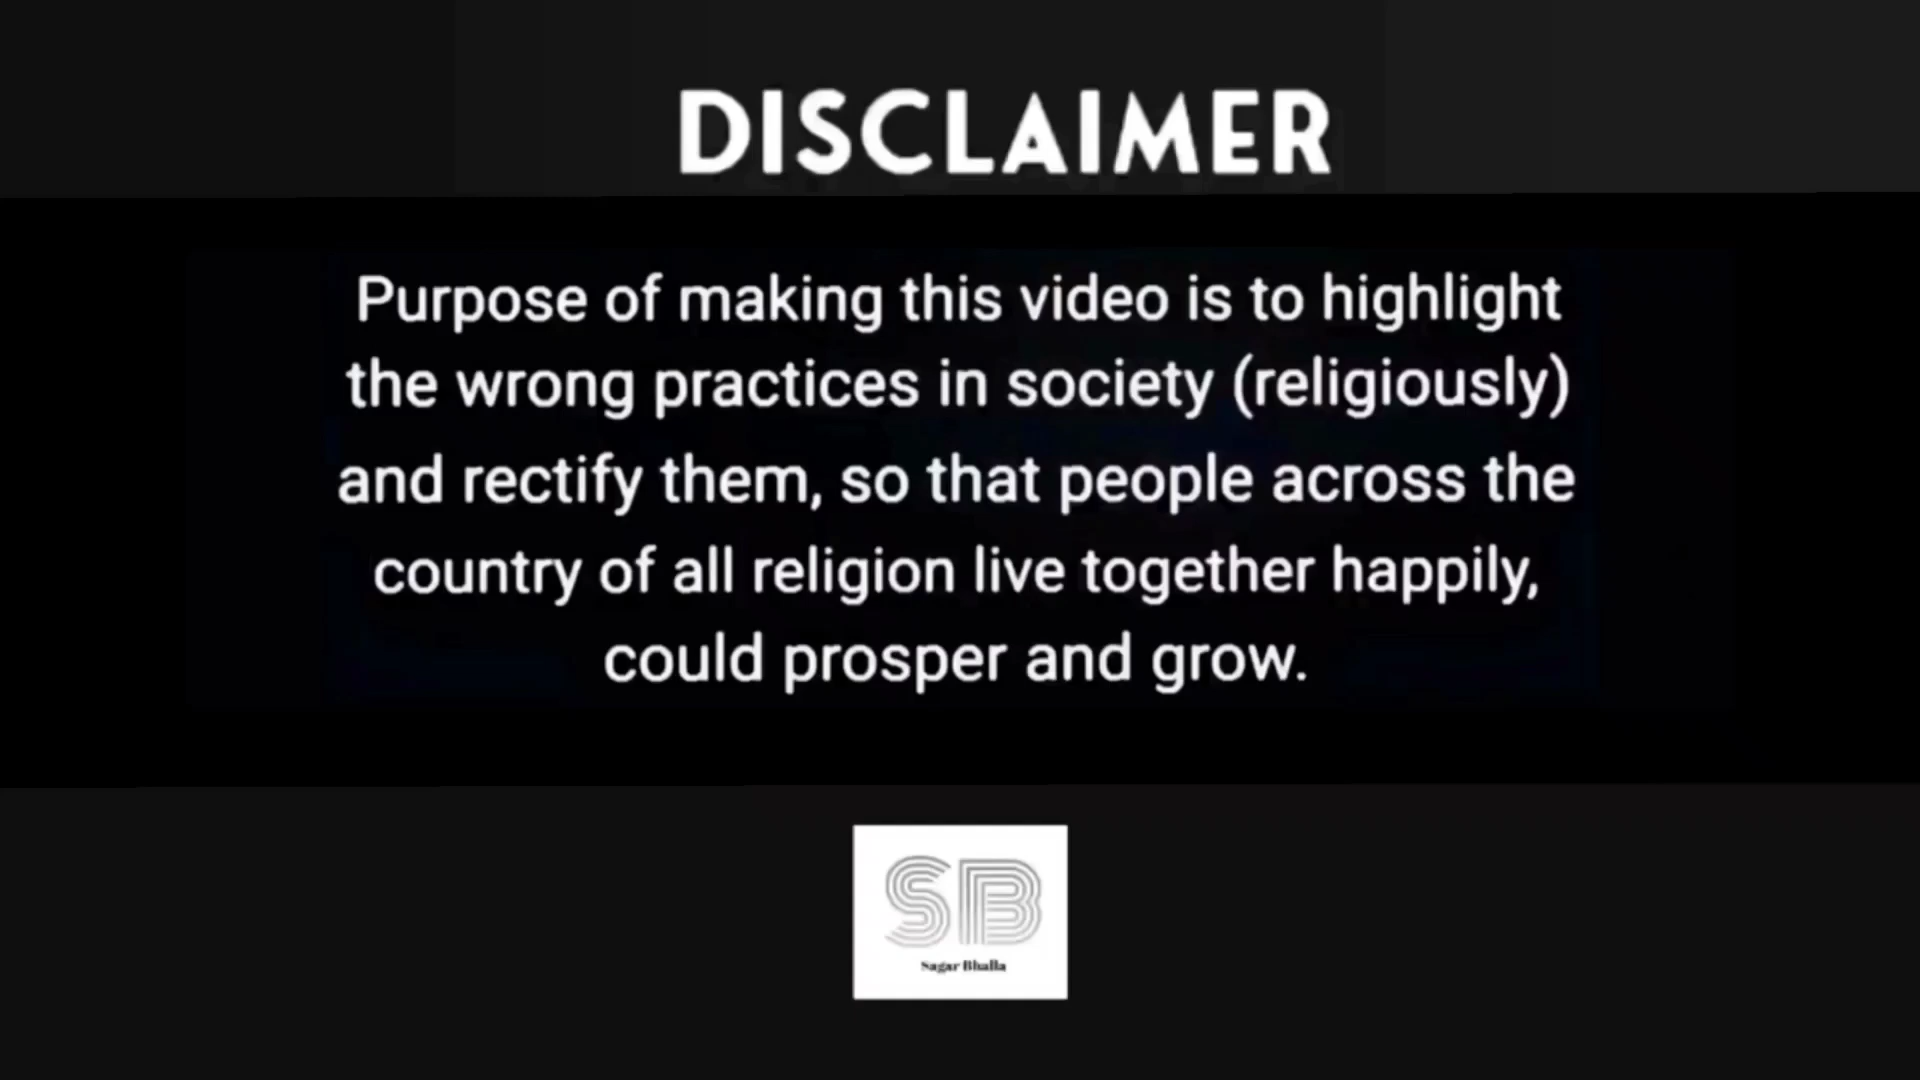 DISCLAIMER
Purpose of making this video is to highlight
the wrong practices in society (religiously)
and rectify them, so that people across the
country of all religion live together happily,
could prosper and grow.
SB
Sagar Bhalla